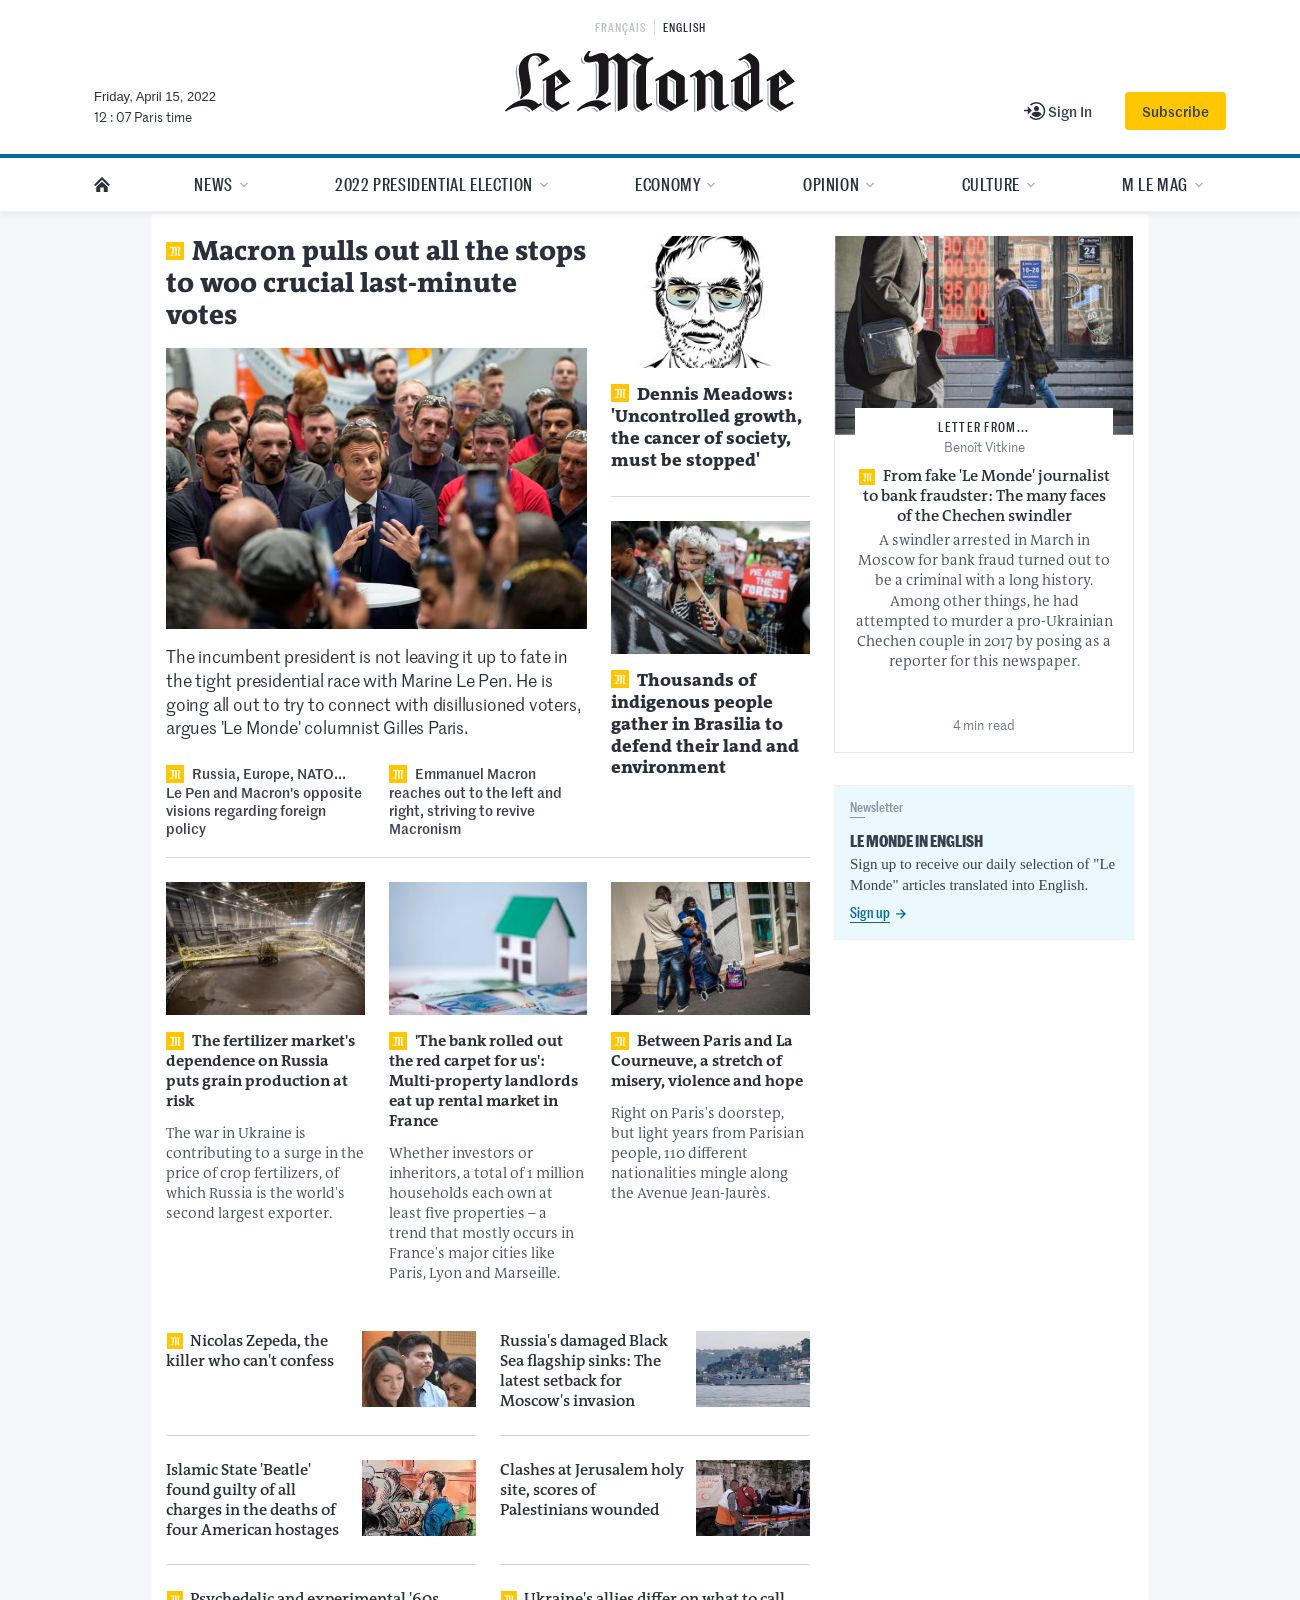 FRANÇAIS ENGLISH
Le Monde
Friday, April 15, 2022
12 : 07 Paris time
Sign In
Subscribe
NEWS
2022 PRESIDENTIAL ELECTION
ECONOMY
OPINION
CULTURE
M LE MAG
Macron pulls out all the stops
to woo crucial last-minute
votes
The incumbent president is not leaving it up to fate in
the tight presidential race with Marine Le Pen. He is
going all out to try to connect with disillusioned voters,
argues 'Le Monde' columnist Gilles Paris.
Russia, Europe, NATO...
Le Pen and Macron's opposite
visions regarding foreign
policy
Emmanuel Macron
reaches out to the left and
right, striving to revive
Macronism
Dennis Meadows:
'Uncontrolled growth,
the cancer of society,
must be stopped'
WE ARE
THE
FOREST
Thousands of
indigenous people
gather in Brasilia to
defend their land and
environment
24
10-20
95.00
00.00
60
LETTER FROM...
Benoît Vitkine
From fake 'Le Monde' journalist
to bank fraudster: The many faces
of the Chechen swindler
A swindler arrested in March in
Moscow for bank fraud turned out to
be a criminal with a long history.
Among other things, he had
attempted to murder a pro-Ukrainian
Chechen couple in 2017 by posing as a
reporter for this newspaper.
4 min read
Newsletter
LE MONDE IN ENGLISH
Sign up to receive our daily selection of "Le
Monde" articles translated into English.
Sign up
The fertilizer market's
dependence on Russia
puts grain production at
risk
The war in Ukraine is
contributing to a surge in the
price of crop fertilizers, of
which Russia is the world's
second largest exporter.
'The bank rolled out
the red carpet for us':
Multi-property landlords
eat up rental market in
France
Whether investors or
inheritors, a total of 1 million
households each own at
least five properties – a
trend that mostly occurs in
France's major cities like
Paris, Lyon and Marseille.
Between Paris and La
Courneuve, a stretch of
misery, violence and hope
Right on Paris's doorstep,
but light years from Parisian
people, 110 different
nationalities mingle along
the Avenue Jean-Jaurès.
Nicolas Zepeda, the
killer who can't confess
Russia's damaged Black
Sea flagship sinks: The
latest setback for
Moscow's invasion
Islamic State 'Beatle'
found guilty of all
charges in the deaths of
four American hostages
Clashes at Jerusalem holy
site, scores of
Palestinians wounded
Psychedelic and experimental '60s
Ukraine's allies differ on what to call